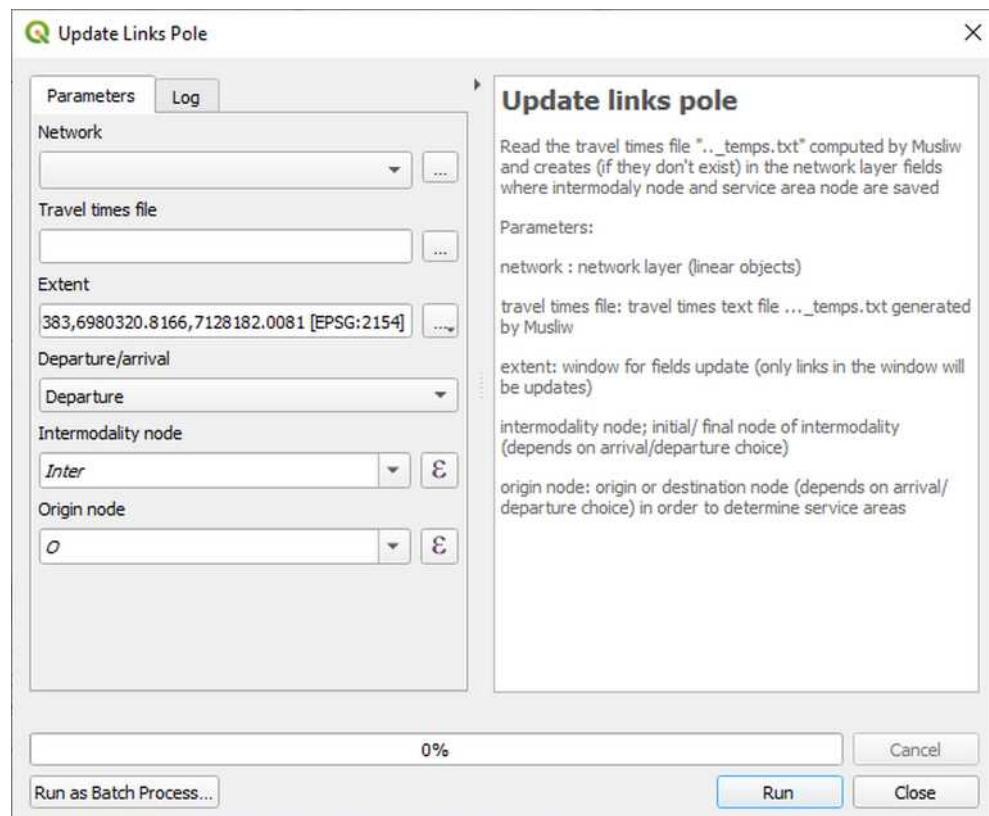 Update Links Pole
Parameters
Log
Network
...
Travel times file
...
Extent
383,6980320.8166,7128182.0081 [EPSG:2154]
...
Departure/arrival
Departure
Intermodality node
Inter
ε
Origin node
O
ε
Update links pole
Read the travel times file ".._temps.txt" computed by Musliw
and creates (if they don't exist) in the network layer fields
where intermodaly node and service area node are saved
Parameters:
network : network layer (linear objects)
travel times file: travel times text file ..._temps.txt generated
by Musliw
extent: window for fields update (only links in the window will
be updates)
intermodality node; initial/ final node of intermodality
(depends on arrival/departure choice)
origin node: origin or destination node (depends on arrival/
departure choice) in order to determine service areas
0%
Cancel
Run as Batch Process...
Run
Close